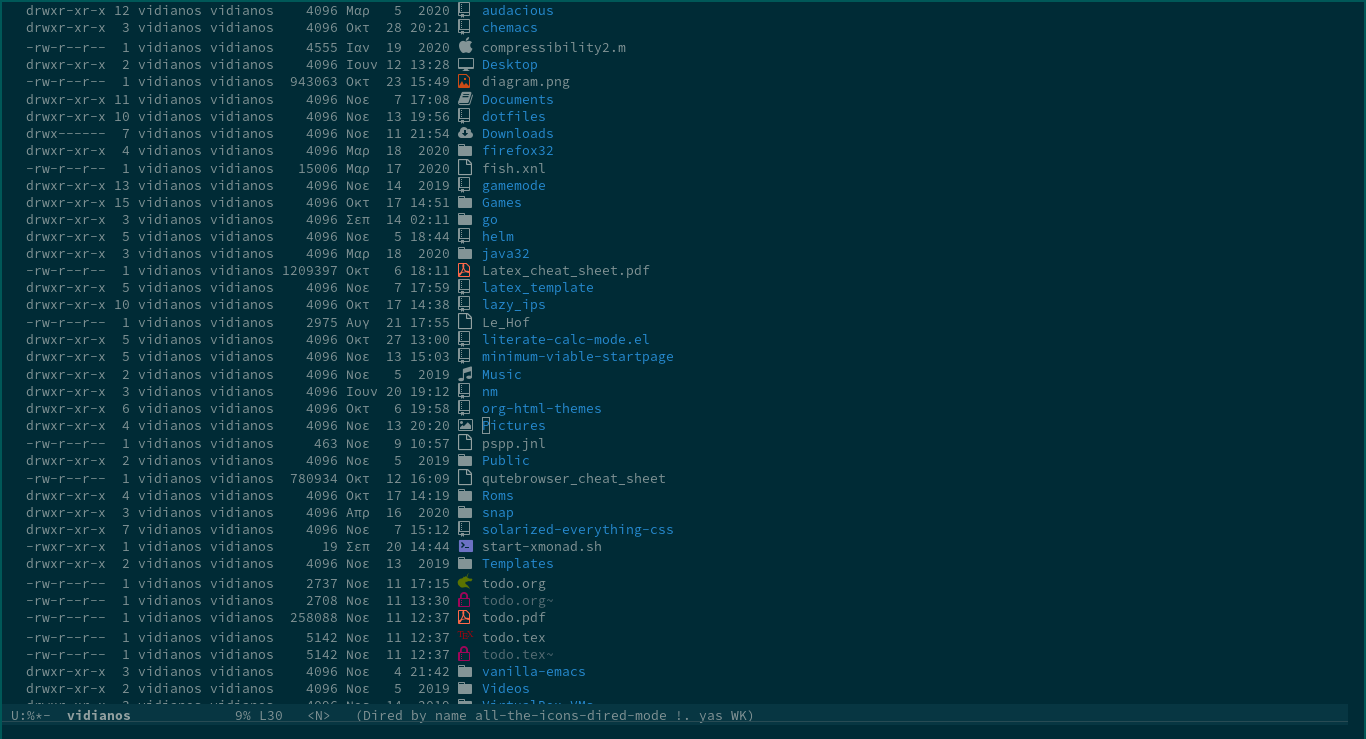 drwxr-xr-x 12 vidianos vidianos    4096 Μαρ   5  2020 audacious
drwxr-xr-x  3 vidianos vidianos    4096 Οκτ  28 20:21 chemacs
-rw-r--r--  1 vidianos vidianos    4555 Ιαν  19  2020 compressibility2.m
drwxr-xr-x  2 vidianos vidianos    4096 Ιουν 12 13:28 Desktop
-rw-r--r--  1 vidianos vidianos  943063 Οκτ  23 15:49 diagram.png
drwxr-xr-x 11 vidianos vidianos    4096 Νοε   7 17:08 Documents
drwxr-xr-x 10 vidianos vidianos    4096 Νοε  13 19:56 dotfiles
drwx------  7 vidianos vidianos    4096 Νοε  11 21:54 Downloads
drwxr-xr-x  4 vidianos vidianos    4096 Μαρ  18  2020 firefox32
-rw-r--r--  1 vidianos vidianos   15006 Μαρ  17  2020 fish.xnl
drwxr-xr-x 13 vidianos vidianos    4096 Νοε  14  2019 gamemode
drwxr-xr-x 15 vidianos vidianos    4096 Οκτ  17 14:51 Games
drwxr-xr-x  3 vidianos vidianos    4096 Σεπ  14 02:11 go
drwxr-xr-x  5 vidianos vidianos    4096 Νοε   5 18:44 helm
drwxr-xr-x  3 vidianos vidianos    4096 Μαρ  18  2020 java32
-rw-r--r--  1 vidianos vidianos 1209397 Οκτ   6 18:11 Latex_cheat_sheet.pdf
drwxr-xr-x  5 vidianos vidianos    4096 Νοε   7 17:59 latex_template
drwxr-xr-x 10 vidianos vidianos    4096 Οκτ  17 14:38 lazy_ips
-rw-r--r--  1 vidianos vidianos    2975 Αυγ  21 17:55 Le_Hof
drwxr-xr-x  5 vidianos vidianos    4096 Οκτ  27 13:00 literate-calc-mode.el
drwxr-xr-x  5 vidianos vidianos    4096 Νοε  13 15:03 minimum-viable-startpage
drwxr-xr-x  2 vidianos vidianos    4096 Νοε   5  2019 Music
drwxr-xr-x  3 vidianos vidianos    4096 Ιουν 20 19:12 nm
drwxr-xr-x  6 vidianos vidianos    4096 Οκτ   6 19:58 org-html-themes
drwxr-xr-x  4 vidianos vidianos    4096 Νοε  13 20:20 Pictures
-rw-r--r--  1 vidianos vidianos     463 Νοε   9 10:57 pspp.jnl
drwxr-xr-x  2 vidianos vidianos    4096 Νοε   5  2019 Public
-rw-r--r--  1 vidianos vidianos  780934 Οκτ  12 16:09 qutebrowser_cheat_sheet
drwxr-xr-x  4 vidianos vidianos    4096 Οκτ  17 14:19 Roms
drwxr-xr-x  3 vidianos vidianos    4096 Απρ  16  2020 snap
drwxr-xr-x  7 vidianos vidianos    4096 Νοε   7 15:12 solarized-everything-css
-rwxr-xr-x  1 vidianos vidianos      19 Σεπ  20 14:44 start-xmonad.sh
drwxr-xr-x  2 vidianos vidianos    4096 Νοε  13  2019 Templates
-rw-r--r--  1 vidianos vidianos    2737 Νοε  11 17:15 todo.org
-rw-r--r--  1 vidianos vidianos    2708 Νοε  11 13:30 todo.org~
-rw-r--r--  1 vidianos vidianos  258088 Νοε  11 12:37 todo.pdf
-rw-r--r--  1 vidianos vidianos    5142 Νοε  11 12:37 todo.tex
-rw-r--r--  1 vidianos vidianos    5142 Νοε  11 12:37 todo.tex~
drwxr-xr-x  3 vidianos vidianos    4096 Νοε   4 21:42 vanilla-emacs
drwxr-xr-x  2 vidianos vidianos    4096 Νοε   5  2019 Videos
U:%*-  vidianos             9% L30   <N>   (Dired by name all-the-icons-dired-mode !. yas WK)